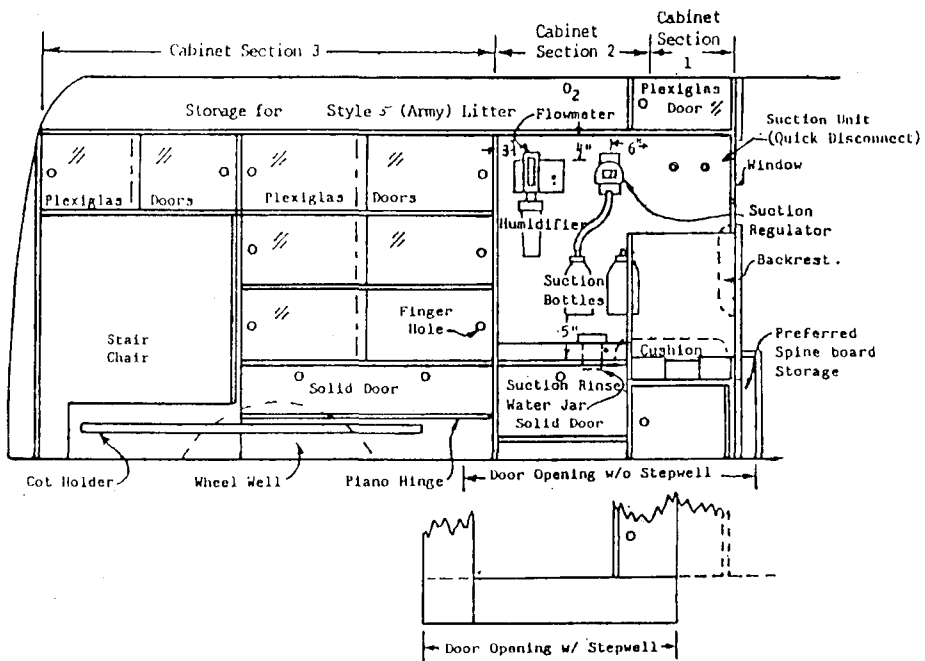 Cabinet Section 3
Cabinet
Section 2
Cabinet
Section
1
Storage for Style 5 (Army) Litter
O2
Flowmeter
Plexiglas
Door
Suction Unit
(Quick Disconnect)
3"
4"
6"
Window
Plexiglas
Doors
Plexiglas
Doors
Humidifier
Suction
Regulator
Backrest.
Suction
Bottles
Finger
Hole
Stair
Chair
5"
Cushion
Preferred
Spine board
Storage
Solid Door
Suction Rinse
Water Jar
Solid Door
Cot Holder
Wheel Well
Piano Hinge
Door Opening w/o Stepwell
Door Opening w/ Stepwell